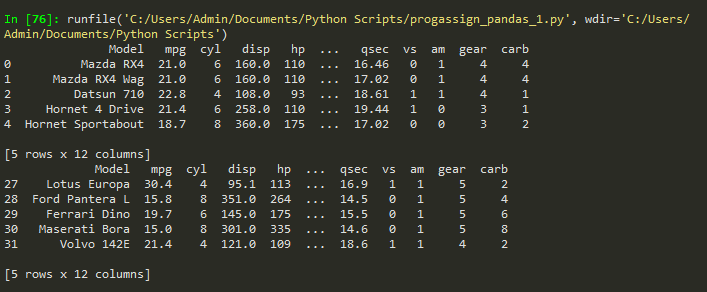 In [76]: runfile('C:/Users/Admin/Documents/Python Scripts/progassign_pandas_1.py', wdir='C:/Users/
Admin/Documents/Python Scripts')
               Model   mpg  cyl   disp   hp  ...   qsec  vs  am  gear  carb
0          Mazda RX4  21.0    6  160.0  110  ...  16.46   0   1     4     4
1      Mazda RX4 Wag  21.0    6  160.0  110  ...  17.02   0   1     4     4
2         Datsun 710  22.8    4  108.0   93  ...  18.61   1   1     4     1
3     Hornet 4 Drive  21.4    6  258.0  110  ...  19.44   1   0     3     1
4  Hornet Sportabout  18.7    8  360.0  175  ...  17.02   0   0     3     2
[5 rows x 12 columns]
             Model   mpg  cyl   disp   hp  ...  qsec  vs  am  gear  carb
27    Lotus Europa  30.4    4   95.1  113  ...  16.9   1   1     5     2
28  Ford Pantera L  15.8    8  351.0  264  ...  14.5   0   1     5     4
29    Ferrari Dino  19.7    6  145.0  175  ...  15.5   0   1     5     6
30   Maserati Bora  15.0    8  301.0  335  ...  14.6   0   1     5     8
31      Volvo 142E  21.4    4  121.0  109  ...  18.6   1   1     4     2
[5 rows x 12 columns]